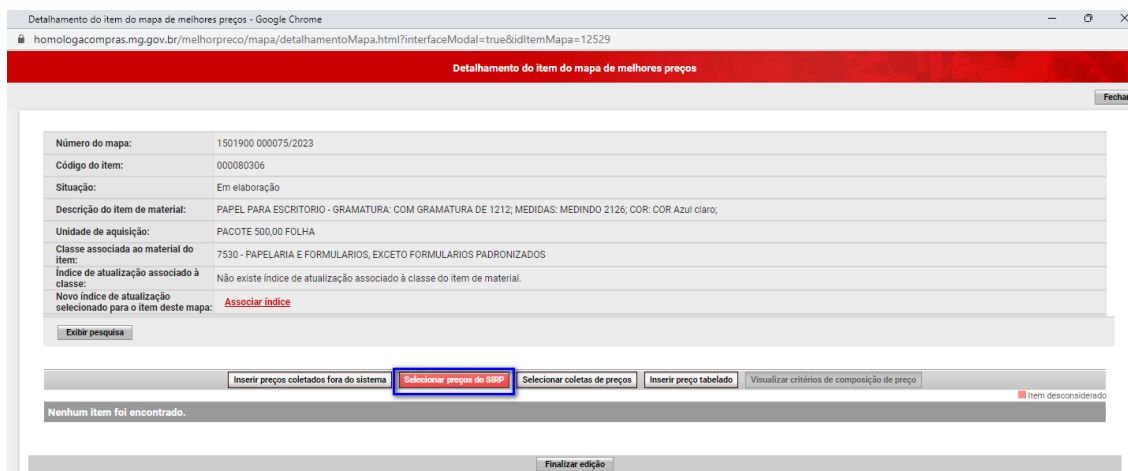 Detalhamento do item do mapa de melhores preços - Google Chrome
homologacompras.mg.gov.br/melhorpreco/mapa/detalhamentoMapa.html?interfaceModal=true&idItemMapa=12529
Detalhamento do item do mapa de melhores preços
Fechar
Número do mapa: 1501900 000075/2023
Código do item: 000080306
Situação: Em elaboração
Descrição do item de material: PAPEL PARA ESCRITORIO - GRAMATURA: COM GRAMATURA DE 1212; MEDIDAS: MEDINDO 2126; COR: COR Azul claro;
Unidade de aquisição: PACOTE 500,00 FOLHA
Classe associada ao material do
item: 7530 - PAPELARIA E FORMULARIOS, EXCETO FORMULARIOS PADRONIZADOS
Índice de atualização associado à
classe: Não existe índice de atualização associado à classe do item de material.
Novo índice de atualização
selecionado para o item deste mapa: Associar índice
Exibir pesquisa
Inserir preços coletados fora do sistema Selecionar preços do SIRP Selecionar coletas de preços Inserir preço tabelado Visualizar critérios de composição de preço
Item desconsiderado
Nenhum item foi encontrado.
Finalizar edição